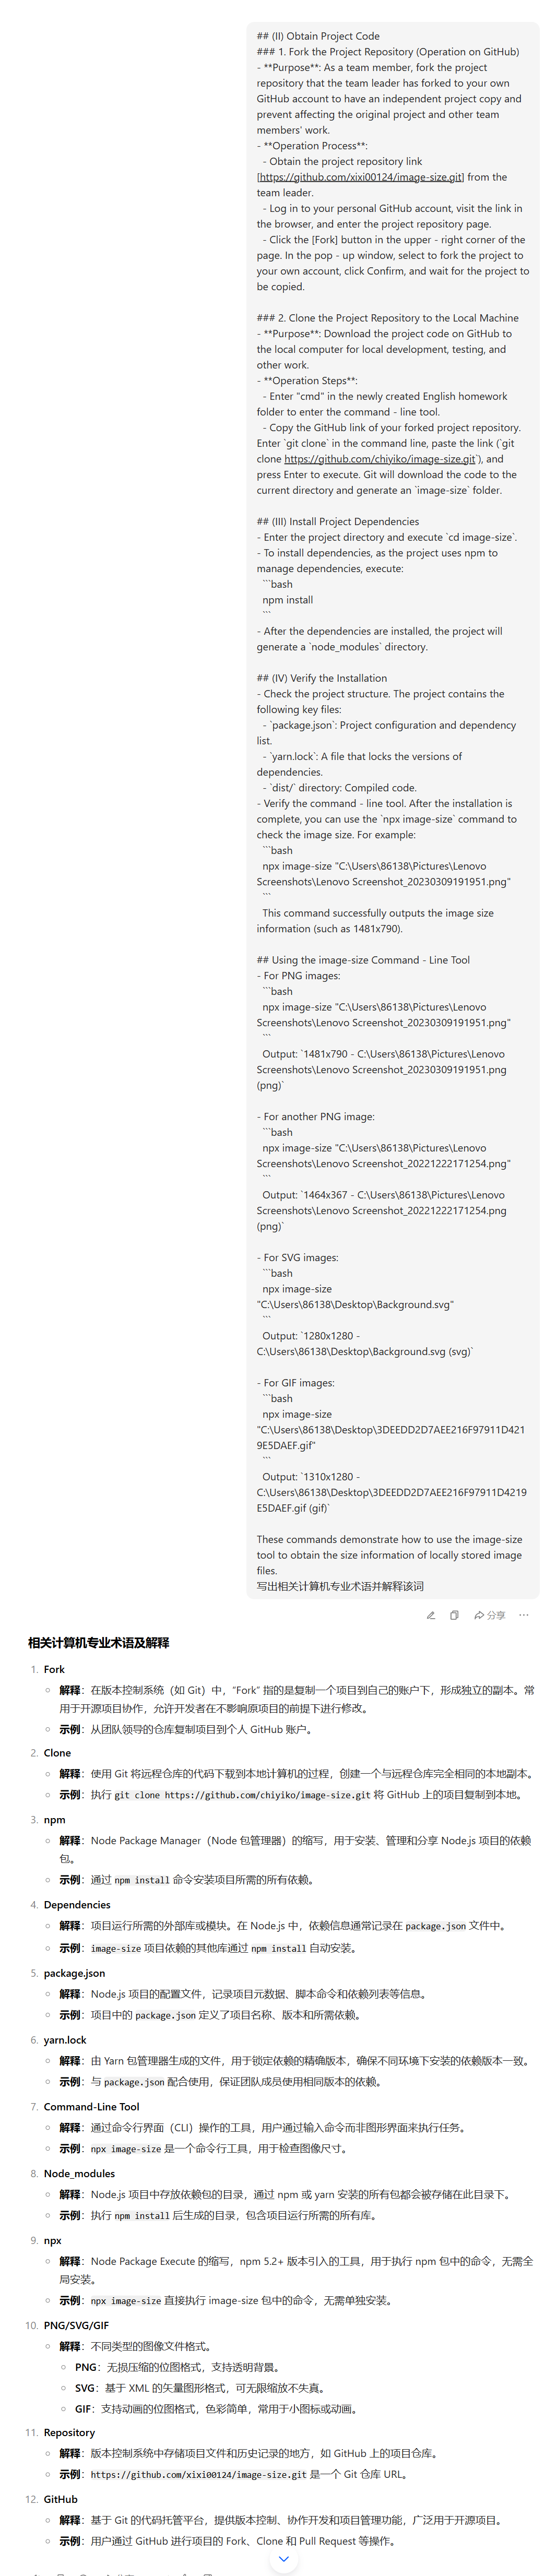 ## (II) Obtain Project Code
### 1. Fork the Project Repository (Operation on GitHub)
- **Purpose**: As a team member, fork the project
repository that the team leader has forked to your own
GitHub account to have an independent project copy and
prevent affecting the original project and other team
members' work.
- **Operation Process**:
- Obtain the project repository link
[https://github.com/xixi00124/image-size.git] from the
team leader.
- Log in to your personal GitHub account, visit the link in
the browser, and enter the project repository page.
- Click the [Fork] button in the upper - right corner of the
page. In the pop - up window, select to fork the project to
your own account, click Confirm, and wait for the project to
be copied.
### 2. Clone the Project Repository to the Local Machine
- **Purpose**: Download the project code on GitHub to
the local computer for local development, testing, and
other work.
- **Operation Steps**:
- Enter "cmd" in the newly created English homework
folder to enter the command - line tool.
- Copy the GitHub link of your forked project repository.
Enter `git clone` in the command line, paste the link (`git
clone https://github.com/chiyiko/image-size.git`), and
press Enter to execute. Git will download the code to the
current directory and generate an `image-size` folder.
## (III) Install Project Dependencies
- Enter the project directory and execute `cd image-size`.
- To install dependencies, as the project uses npm to
manage dependencies, execute:
```bash
npm install
```
- After the dependencies are installed, the project will
generate a `node_modules` directory.
## (IV) Verify the Installation
- Check the project structure. The project contains the
following key files:
- `package.json`: Project configuration and dependency
list.
- `yarn.lock`: A file that locks the versions of
dependencies.
- `dist/` directory: Compiled code.
- Verify the command - line tool. After the installation is
complete, you can use the `npx image-size` command to
check the image size. For example:
```bash
npx image-size "C:\Users\86138\Pictures\Lenovo
Screenshots\Lenovo Screenshot_20230309191951.png"
```
This command successfully outputs the image size
information (such as 1481x790).
## Using the image-size Command - Line Tool
- For PNG images:
```bash
npx image-size "C:\Users\86138\Pictures\Lenovo
Screenshots\Lenovo Screenshot_20230309191951.png"
```
Output: `1481x790 - C:\Users\86138\Pictures\Lenovo
Screenshots\Lenovo Screenshot_20230309191951.png
(png)`
- For another PNG image:
```bash
npx image-size "C:\Users\86138\Pictures\Lenovo
Screenshots\Lenovo Screenshot_20221222171254.png"
```
Output: `1464x367 - C:\Users\86138\Pictures\Lenovo
Screenshots\Lenovo Screenshot_20221222171254.png
(png)`
- For SVG images:
```bash
npx image-size
"C:\Users\86138\Desktop\Background.svg"
```
Output: `1280x1280 -
C:\Users\86138\Desktop\Background.svg (svg)`
- For GIF images:
```bash
npx image-size
"C:\Users\86138\Desktop\3DEEDD2D7AEE216F97911D421
9E5DAEF.gif"
```
Output: `1310x1280 -
C:\Users\86138\Desktop\3DEEDD2D7AEE216F97911D4219
E5DAEF.gif (gif)`
These commands demonstrate how to use the image-size
tool to obtain the size information of locally stored image
files.
写出相关计算机专业术语并解释该词
分享
相关计算机专业术语及解释
1. Fork
解释：在版本控制系统（如 Git）中，“Fork” 指的是复制一个项目到自己的账户下，形成独立的副本。常
用于开源项目协作，允许开发者在不影响原项目的前提下进行修改。
示例：从团队领导的仓库复制项目到个人 GitHub 账户。
2. Clone
解释：使用 Git 将远程仓库的代码下载到本地计算机的过程，创建一个与远程仓库完全相同的本地副本。
示例：执行 git clone https://github.com/chiyiko/image-size.git 将 GitHub 上的项目复制到本地。
3. npm
解释：Node Package Manager（Node 包管理器）的缩写，用于安装、管理和分享 Node.js 项目的依赖
包。
示例：通过 npm install 命令安装项目所需的所有依赖。
4. Dependencies
解释：项目运行所需的外部库或模块。在 Node.js 中，依赖信息通常记录在 package.json 文件中。
示例：image-size 项目依赖的其他库通过 npm install 自动安装。
5. package.json
解释：Node.js 项目的配置文件，记录项目元数据、脚本命令和依赖列表等信息。
示例：项目中的 package.json 定义了项目名称、版本和所需依赖。
6. yarn.lock
解释：由 Yarn 包管理器生成的文件，用于锁定依赖的精确版本，确保不同环境下安装的依赖版本一致。
示例：与 package.json 配合使用，保证团队成员使用相同版本的依赖。
7. Command-Line Tool
解释：通过命令行界面（CLI）操作的工具，用户通过输入命令而非图形界面来执行任务。
示例：npx image-size 是一个命令行工具，用于检查图像尺寸。
8. Node_modules
解释：Node.js 项目中存放依赖包的目录，通过 npm 或 yarn 安装的所有包都会被存储在此目录下。
示例：执行 npm install 后生成的目录，包含项目运行所需的所有库。
9. npx
解释：Node Package Execute 的缩写，npm 5.2+ 版本引入的工具，用于执行 npm 包中的命令，无需全
局安装。
示例：npx image-size 直接执行 image-size 包中的命令，无需单独安装。
10. PNG/SVG/GIF
解释：不同类型的图像文件格式。
PNG：无损压缩的位图格式，支持透明背景。
SVG：基于 XML 的矢量图形格式，可无限缩放不失真。
GIF：支持动画的位图格式，色彩简单，常用于小图标或动画。
11. Repository
解释：版本控制系统中存储项目文件和历史记录的地方，如 GitHub 上的项目仓库。
示例：https://github.com/xixi00124/image-size.git 是一个 Git 仓库 URL。
12. GitHub
解释：基于 Git 的代码托管平台，提供版本控制、协作开发和项目管理功能，广泛用于开源项目。
示例：用户通过 GitHub 进行项目的 Fork、Clone 和 Pull Request 等操作。